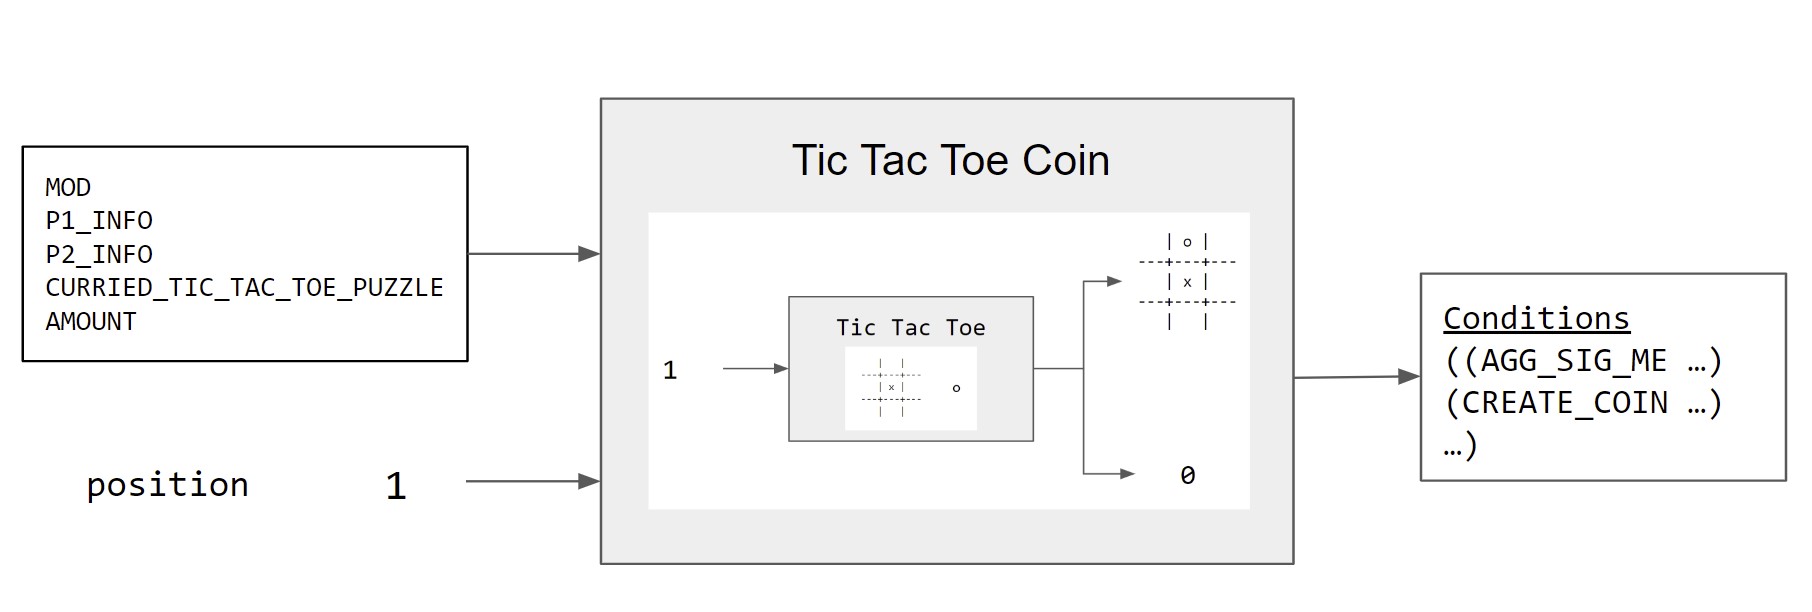 MOD
P1_INFO
P2_INFO
CURRIED_TIC_TAC_TOE_PUZZLE
AMOUNT
position 1
Tic Tac Toe Coin
1
Tic Tac Toe
| |
---+---+---
| x | o
---+---+---
| |
| o |
---+---+---
| x |
---+---+---
| |
0
Conditions
((AGG_SIG_ME …)
(CREATE_COIN …)
…)